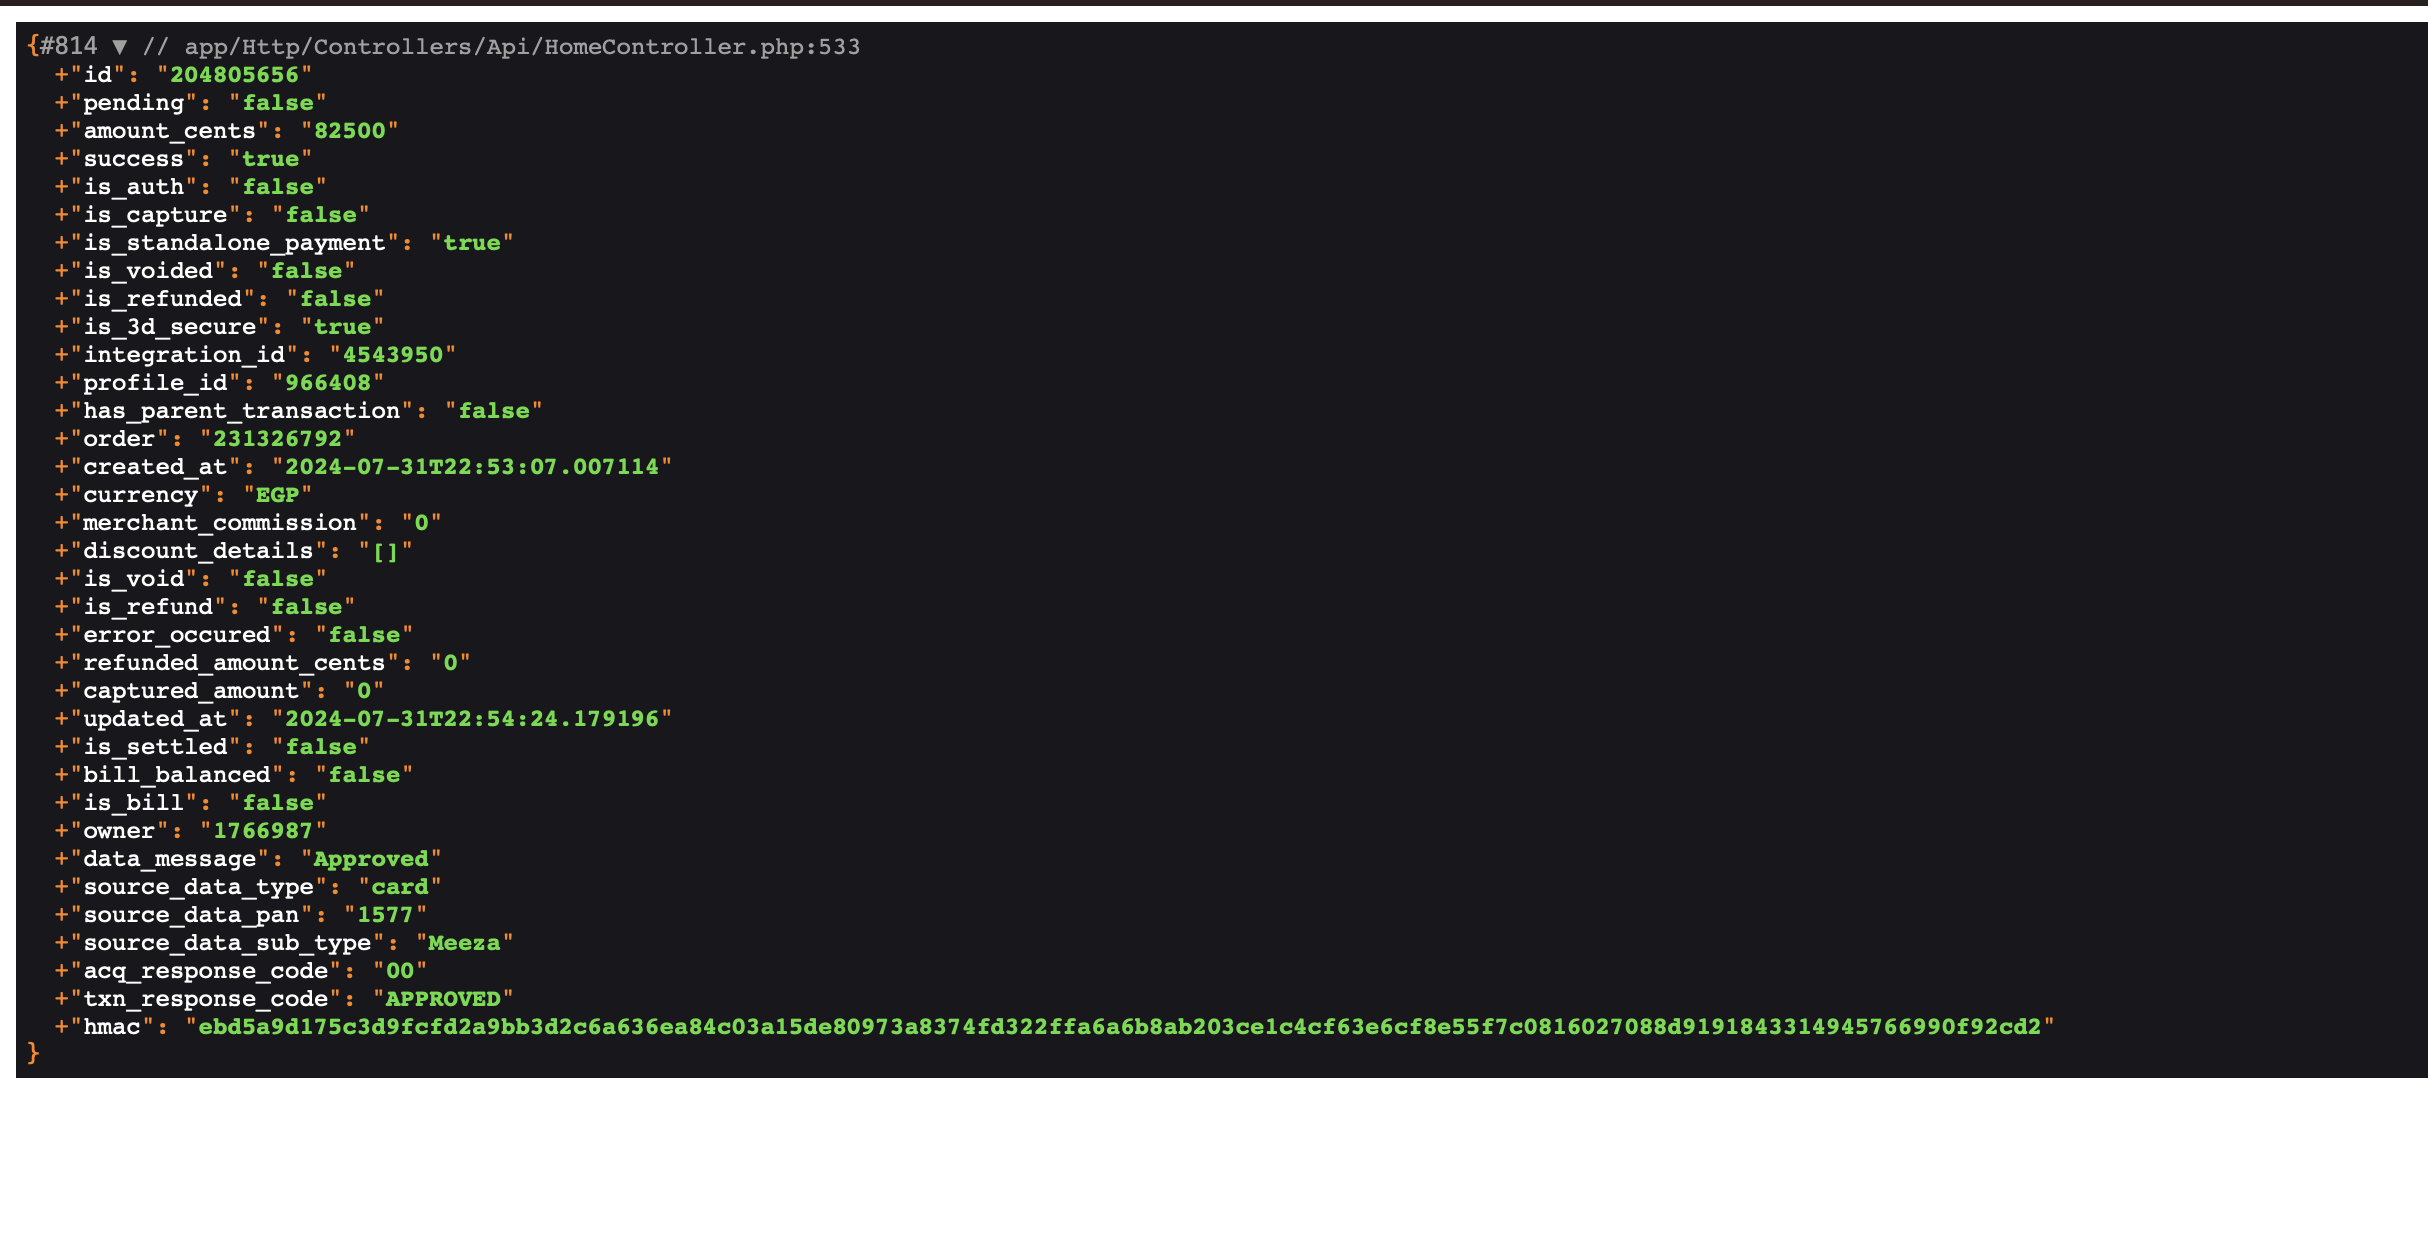 {#814 ▼ // app/Http/Controllers/Api/HomeController.php:533
+"id": "204805656"
+"pending": "false"
+"amount_cents": "82500"
+"success": "true"
+"is_auth": "false"
+"is_capture": "false"
+"is_standalone_payment": "true"
+"is_voided": "false"
+"is_refunded": "false"
+"is_3d_secure": "true"
+"integration_id": "4543950"
+"profile_id": "966408"
+"has_parent_transaction": "false"
+"order": "231326792"
+"created_at": "2024-07-31T22:53:07.007114"
+"currency": "EGP"
+"merchant_commission": "0"
+"discount_details": "[]"
+"is_void": "false"
+"is_refund": "false"
+"error_occured": "false"
+"refunded_amount_cents": "0"
+"captured_amount": "0"
+"updated_at": "2024-07-31T22:54:24.179196"
+"is_settled": "false"
+"bill_balanced": "false"
+"is_bill": "false"
+"owner": "1766987"
+"data_message": "Approved"
+"source_data_type": "card"
+"source_data_pan": "1577"
+"source_data_sub_type": "Meeza"
+"acq_response_code": "00"
+"txn_response_code": "APPROVED"
+"hmac": "ebd5a9d175c3d9fcfd2a9bb3d2c6a636ea84c03a15de80973a8374fd322ffa6a6b8ab203ce1c4cf63e6cf8e55f7c0816027088d9191843314945766990f92cd2"
}